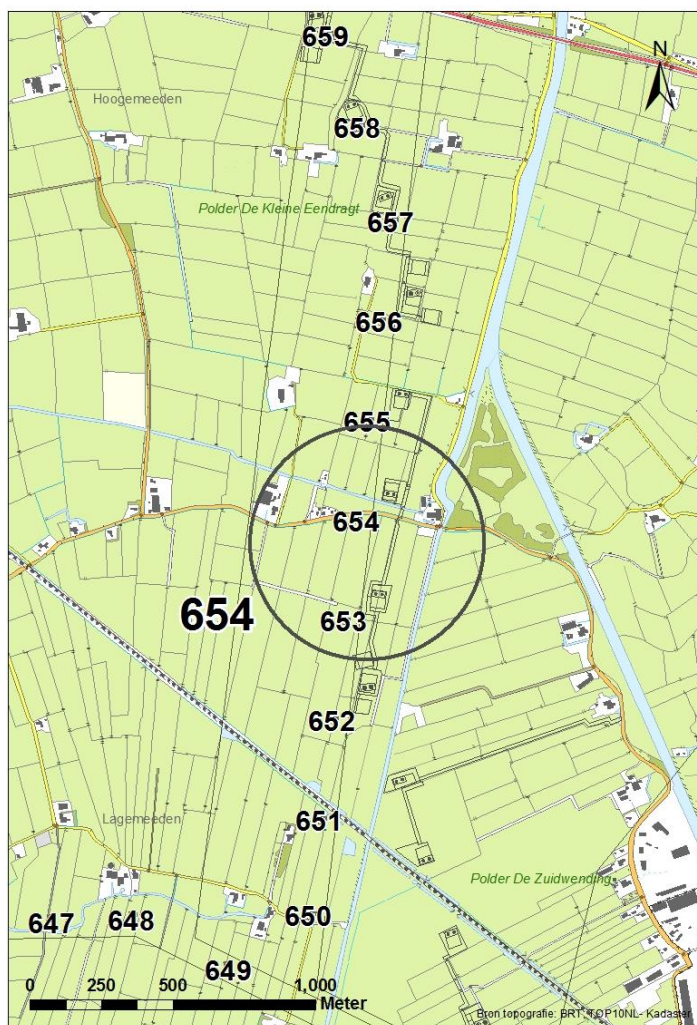 659
N
Hoogemeeden
658
Polder De Kleine Eendragt
657
656
655
654
654
653
652
651
Lagemeeden
Polder De Zuidwending
647
648
650
649
0 250 500 1,000
Meter
Bron topografie: BRT, TOP10NL- Kadaster